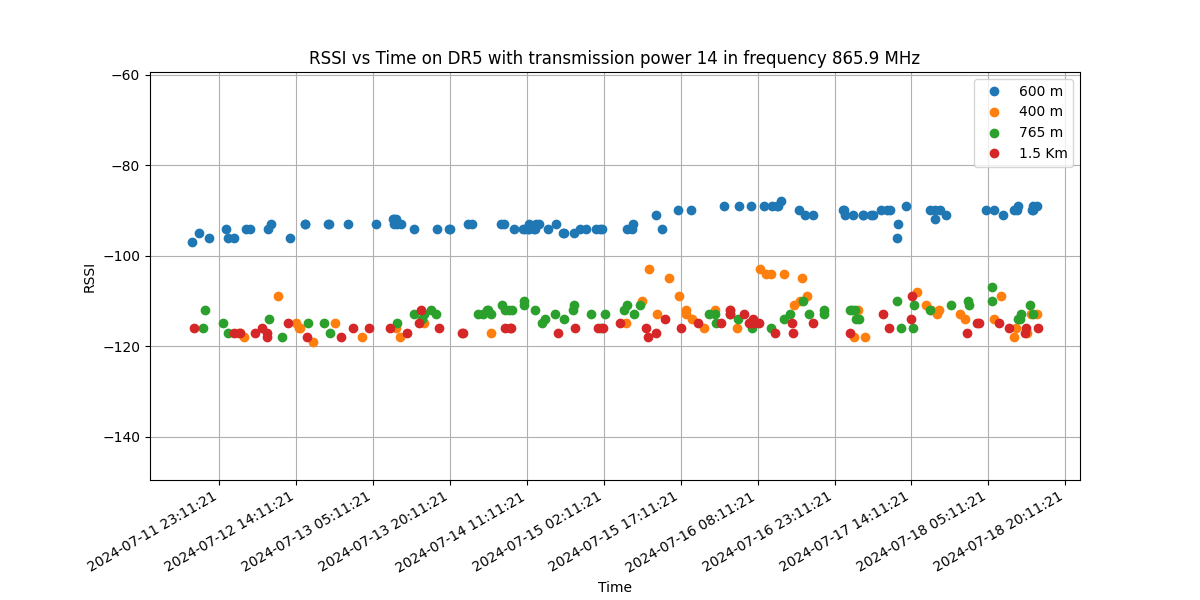 RSSI vs Time on DR5 with transmission power 14 in frequency 865.9 MHz
−60
−80
−100
−120
−140
RSSI
600 m
400 m
765 m
1.5 Km
2024-07-11 23:11:21
2024-07-12 14:11:21
2024-07-13 05:11:21
2024-07-13 20:11:21
2024-07-14 11:11:21
2024-07-15 02:11:21
2024-07-15 17:11:21
2024-07-16 08:11:21
2024-07-16 23:11:21
2024-07-17 14:11:21
2024-07-18 05:11:21
2024-07-18 20:11:21
Time